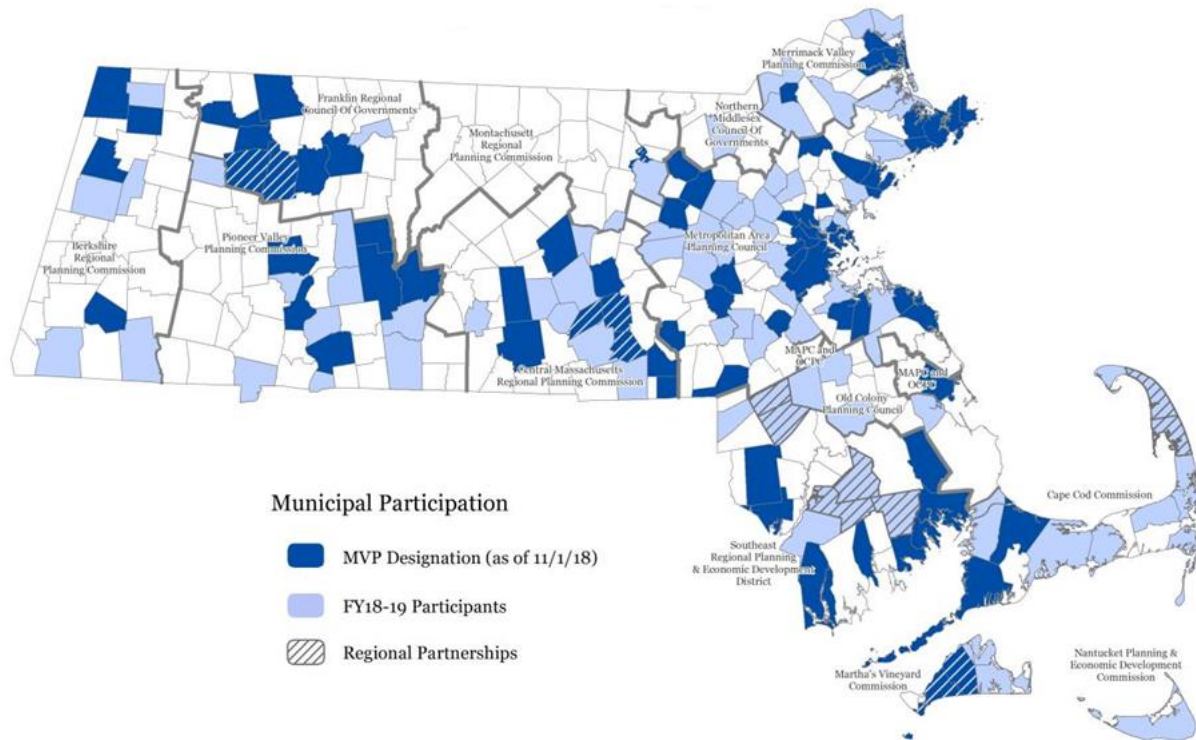 Merrimack Valley
Planning Commission
Franklin Regional
Council Of Governments
Northern
Middlesex
Council Of
Governments
Montachusett
Regional
Planning Commission
Metropolitan Area
Planning Council
Pioneer Valley
Planning Commission
Berkshire
Regional
Planning Commission
MAPC and
OCPC
MAPC and
OCPC
Central Massachusetts
Regional Planning Commission
Old Colony
Planning Council
Cape Cod Commission
Municipal Participation
MVP Designation (as of 11/1/18)
FY18-19 Participants
Regional Partnerships
Southeast
Regional Planning
& Economic Development
District
Martha's Vineyard
Commission
Nantucket Planning &
Economic Development
Commission